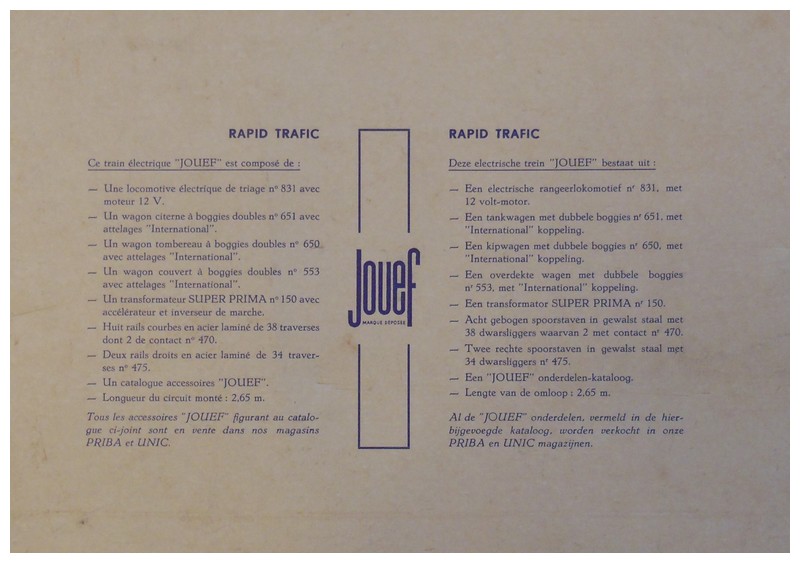 RAPID TRAFIC
Ce train électrique "JOUEF" est composé de :
— Une locomotive électrique de triage n° 831 avec
moteur 12 V.
— Un wagon citerne à boggies doubles n° 651 avec
attelages "International".
— Un wagon tombereau à boggies doubles n° 650
avec attelages "International".
— Un wagon couvert à boggies doubles n° 553
avec attelages "International".
— Un transformateur SUPER PRIMA n° 150 avec
accélérateur et inverseur de marche.
— Huit rails courbes en acier laminé de 38 traverses
dont 2 de contact n° 470.
— Deux rails droits en acier laminé de 34 traver-
ses n° 475.
— Un catalogue accessoires "JOUEF".
— Longueur du circuit monté : 2,65 m.
Tous les accessoires "JOUEF" figurant au catalo-
gue ci-joint sont en vente dans nos magasins
PRIBA et UNIC.
Jouef
MARQUE DÉPOSÉE
RAPID TRAFIC
Deze electrische trein "JOUEF" bestaat uit :
— Een electrische rangeerlokomotief nr 831, met
12 volt-motor.
— Een tankwagen met dubbele boggies nr 651, met
"International" koppeling.
— Een kipwagen met dubbele boggies nr 650, met
"International" koppeling.
— Een overdekte wagen met dubbele boggies
nr 553, met "International" koppeling.
— Een transformator SUPER PRIMA nr 150.
— Acht gebogen spoorstaven in gewalst staal met
38 dwarsliggers waarvan 2 met contact nr 470.
— Twee rechte spoorstaven in gewalst staal met
34 dwarsliggers nr 475.
— Een "JOUEF" onderdelen-kataloog.
— Lengte van de omloop : 2,65 m.
Al de "JOUEF" onderdelen, vermeld in de hier-
bijgevoegde kataloog, worden verkocht in onze
PRIBA en UNIC magazijnen.